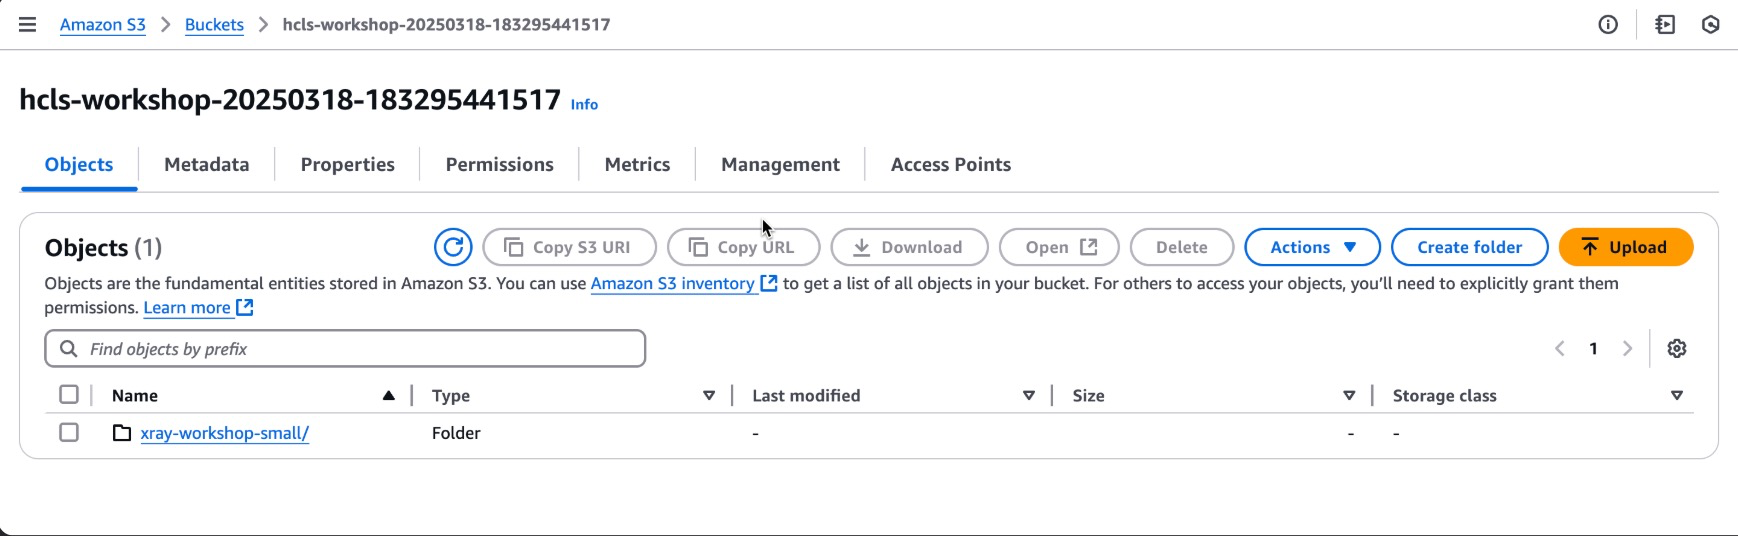 Amazon S3 > Buckets > hcls-workshop-20250318-183295441517
hcls-workshop-20250318-183295441517 Info
Objects Metadata Properties Permissions Metrics Management Access Points
Objects (1) Copy S3 URI Copy URL Download Open Delete Actions Create folder Upload
Objects are the fundamental entities stored in Amazon S3. You can use Amazon S3 inventory to get a list of all objects in your bucket. For others to access your objects, you’ll need to explicitly grant them
permissions. Learn more
Find objects by prefix 1
Name Type Last modified Size Storage class
xray-workshop-small/ Folder - - -